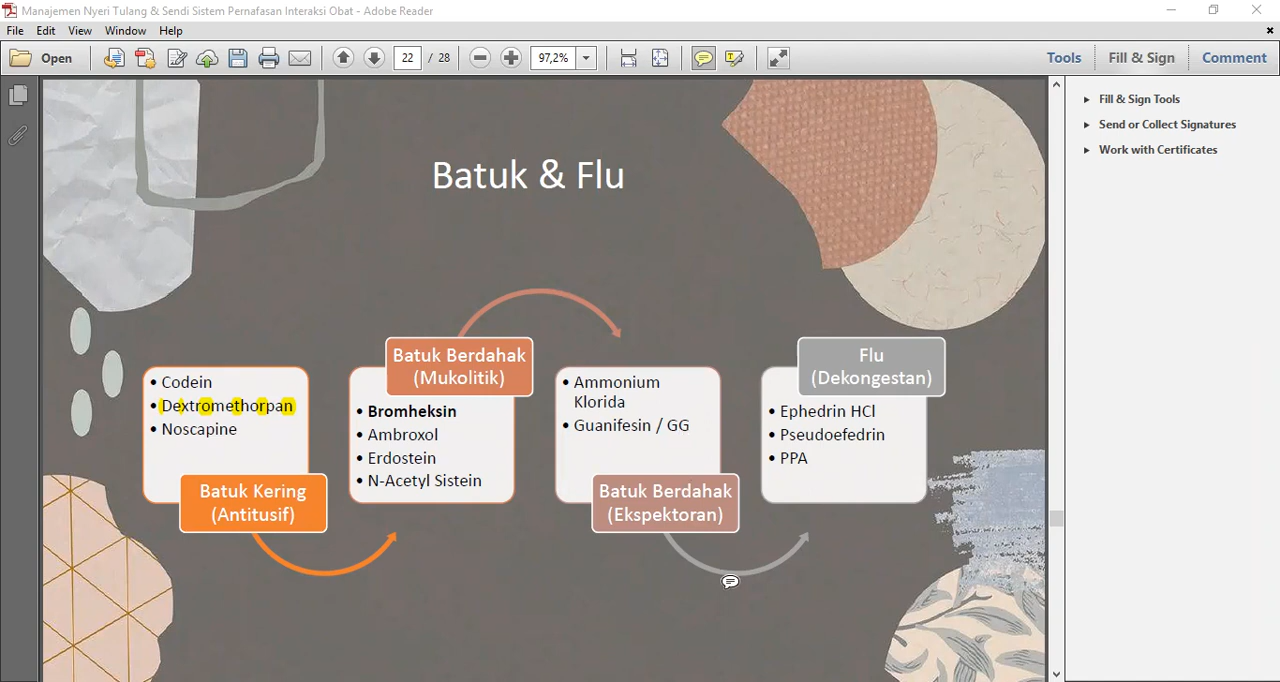 Manajemen Nyeri Tulang & Sendi Sistem Pernafasan Interaksi Obat - Adobe Reader
File Edit View Window Help
Open 22 / 28 97,2% Tools Fill & Sign Comment
Fill & Sign Tools
Send or Collect Signatures
Work with Certificates
Batuk & Flu
• Codein
• Dextromethorpan
• Noscapine
Batuk Kering
(Antitusif)
Batuk Berdahak
(Mukolitik)
• Bromheksin
• Ambroxol
• Erdostein
• N-Acetyl Sistein
• Ammonium
Klorida
• Guanifesin / GG
Batuk Berdahak
(Ekspektoran)
Flu
(Dekongestan)
• Ephedrin HCl
• Pseudoefedrin
• PPA